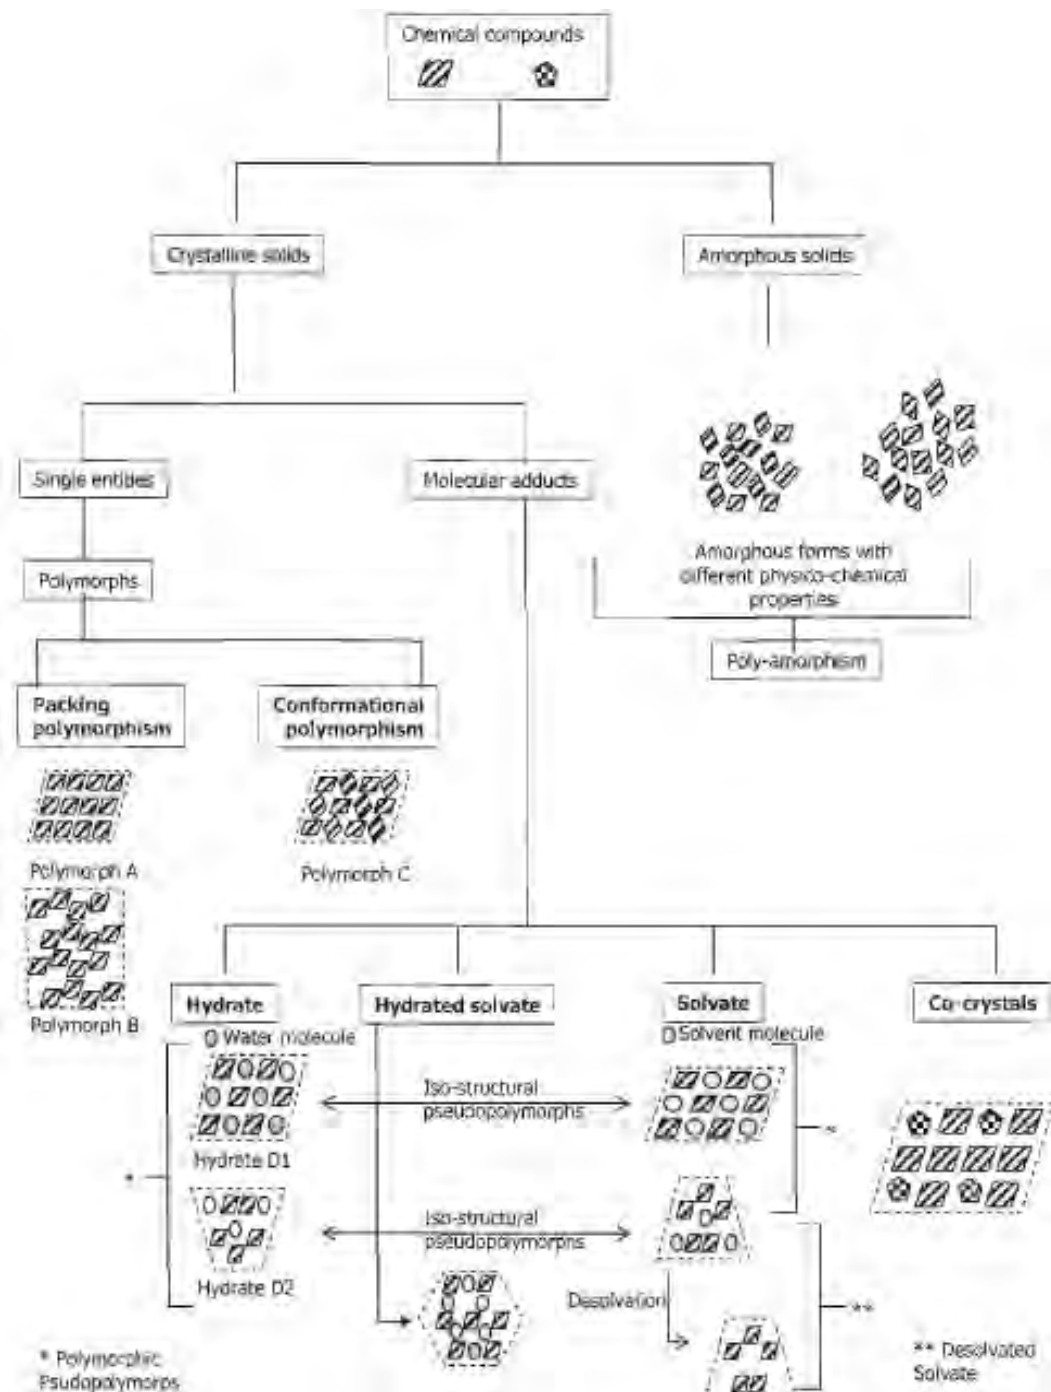 Chemical compounds
Crystalline solids
Amorphous solids
Single entities
Molecular adducts
Polymorphs
Amorphous forms with
different physico-chemical
properties
Poly-amorphism
Packing
polymorphism
Conformational
polymorphism
Polymorph A
Polymorph C
Polymorph B
Hydrate
Hydrated solvate
Solvate
Co-crystals
Water molecule
Solvent molecule
Iso-structural
pseudopolymorphs
*
Hydrate D1
Iso-structural
pseudopolymorphs
Hydrate D2
Desolvation
**
* Polymorphic
Psudopolymorps
** Desolvated
Solvate